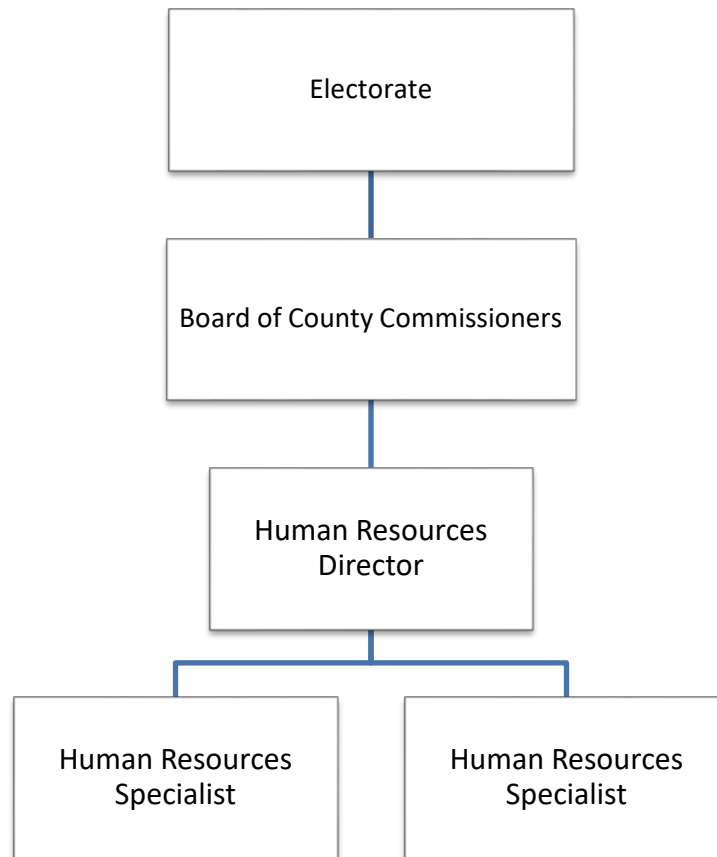 Electorate
Board of County Commissioners
Human Resources
Director
Human Resources
Specialist
Human Resources
Specialist